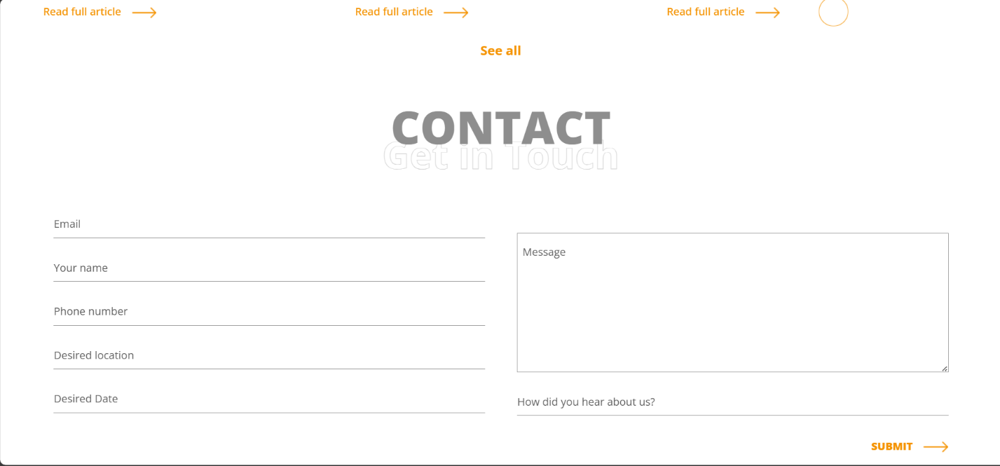 Read full article
Read full article
Read full article
See all
CONTACT
Get in Touch
Email
Your name
Phone number
Desired location
Desired Date
Message
How did you hear about us?
SUBMIT